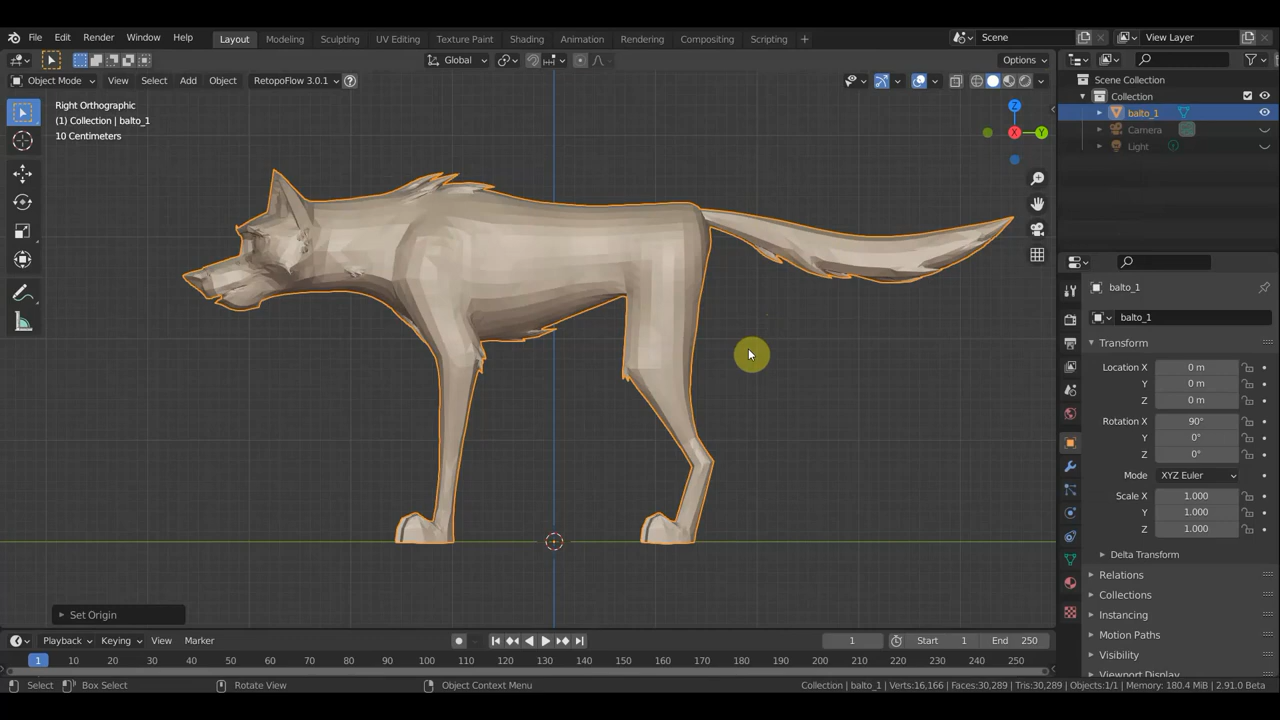 File Edit Render Window Help Layout Modeling Sculpting UV Editing Texture Paint Shading Animation Rendering Compositing Scripting + Scene View Layer
Global Options
Object Mode View Select Add Object RetopoFlow 3.0.1 ?
Right Orthographic
(1) Collection | balto_1
10 Centimeters
Z
X
Y
Scene Collection
Collection
balto_1
Camera
Light
balto_1
balto_1
Transform
Location X 0 m
Y 0 m
Z 0 m
Rotation X 90°
Y 0°
Z 0°
Mode XYZ Euler
Scale X 1.000
Y 1.000
Z 1.000
Delta Transform
Relations
Collections
Instancing
Motion Paths
Visibility
Viewport Display
Set Origin
Playback Keying View Marker 1 Start 1 End 250
1 10 20 30 40 50 60 70 80 90 100 110 120 130 140 150 160 170 180 190 200 210 220 230 240 250
Select Box Select Rotate View Object Context Menu Collection | balto_1 | Verts:16,166 | Faces:30,289 | Tris:30,289 | Objects:1/1 | Memory: 180.4 MiB | 2.91.0 Beta